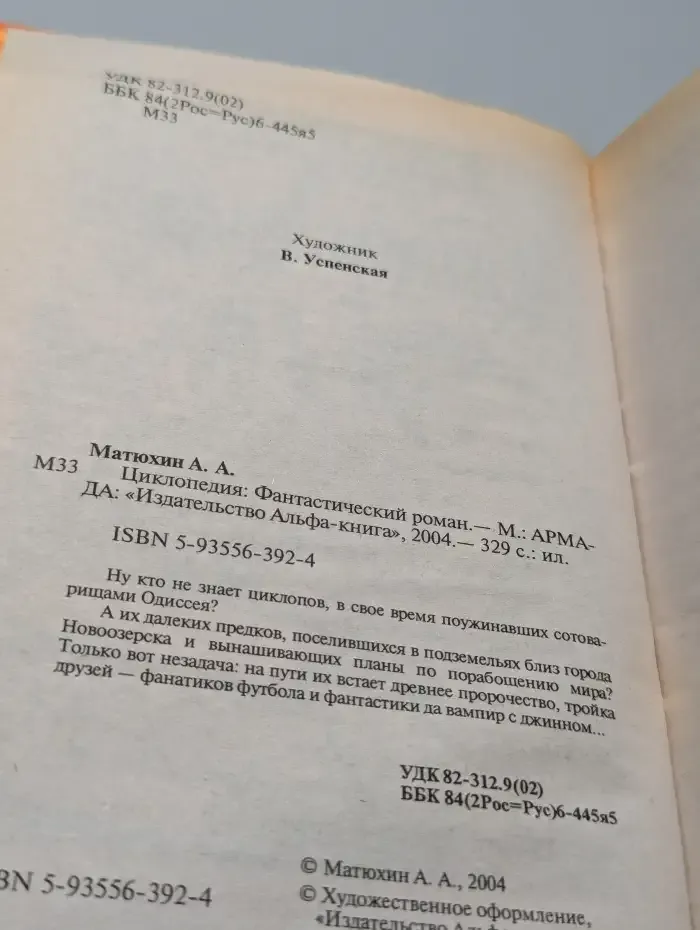 УДК 82-312.9(02)
ББК 84(2Рос=Рус)6-445я5
М33
Художник
В. Успенская
Матюхин А. А.
М33 Циклопедия: Фантастический роман.— М.: АРМА-
ДА: «Издательство Альфа-книга», 2004.— 329 с.: ил.
ISBN 5-93556-392-4
Ну кто не знает циклопов, в свое время поужинавших сотова-
рищами Одиссея?
А их далеких предков, поселившихся в подземельях близ города
Новоозерска и вынашивающих планы по порабощению мира?
Только вот незадача: на пути их встает древнее пророчество, тройка
друзей — фанатиков футбола и фантастики да вампир с джинном...
УДК 82-312.9(02)
ББК 84(2Рос=Рус)6-445я5
© Матюхин А. А., 2004
BN 5-93556-392-4
© Художественное оформление,
«Издательство